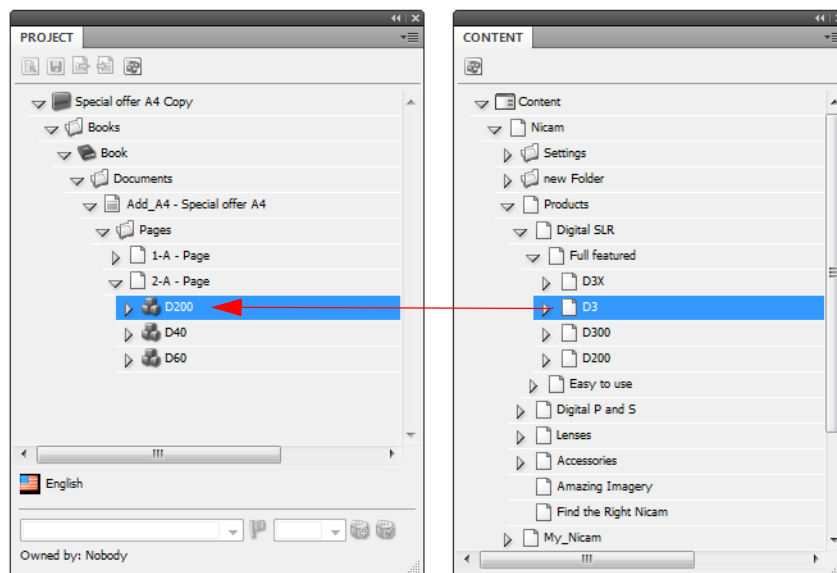 PROJECT
Special offer A4 Copy
Books
Book
Documents
Add_A4 - Special offer A4
Pages
1-A - Page
2-A - Page
D200
D40
D60
English
Owned by: Nobody
CONTENT
Content
Nicam
Settings
new Folder
Products
Digital SLR
Full featured
D3X
D3
D300
D200
Easy to use
Digital P and S
Lenses
Accessories
Amazing Imagery
Find the Right Nicam
My_Nicam